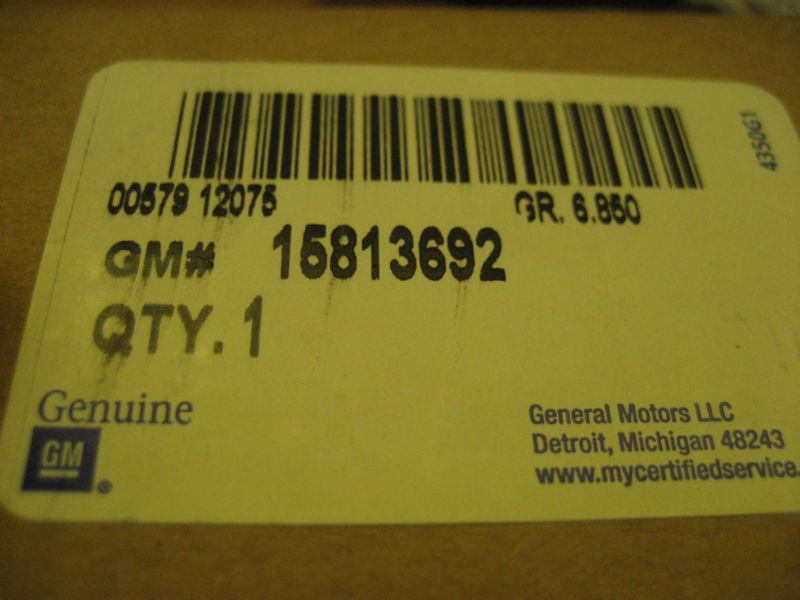 4350G1
00579 12075 GR. 6.850
GM# 15813692
QTY. 1
Genuine
GM
®
General Motors LLC
Detroit, Michigan 48243
www.mycertifiedservice.